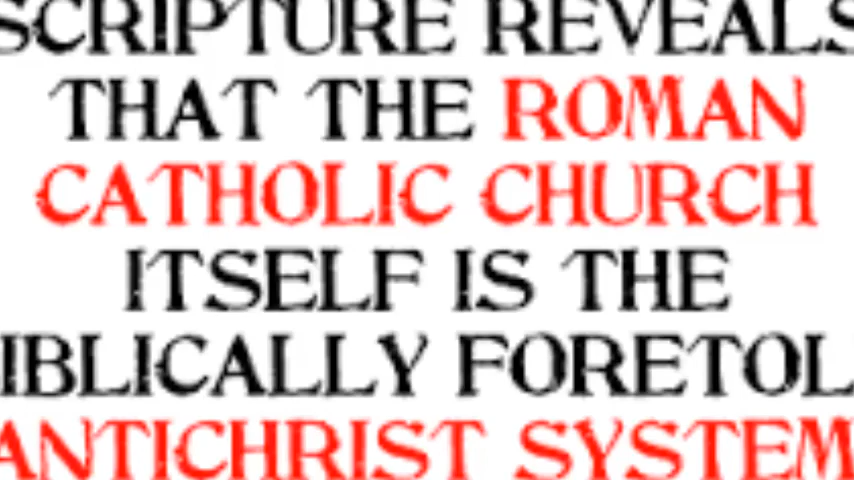 SCRIPTURE REVEALS
THAT THE ROMAN
CATHOLIC CHURCH
ITSELF IS THE
IBLICALLY FORETOL
ANTICHRIST SYSTEM